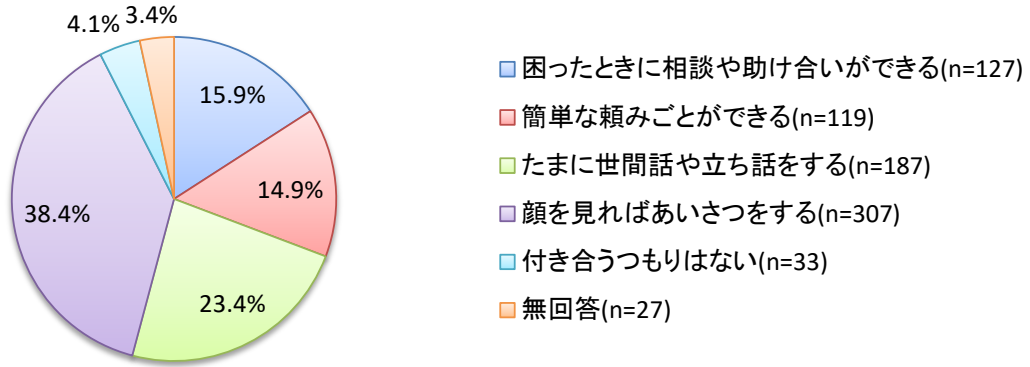 4.1%
3.4%
15.9%
14.9%
38.4%
23.4%
困ったときに相談や助け合いができる(n=127)
簡単な頼みごとができる(n=119)
たまに世間話や立ち話をする(n=187)
顔を見ればあいさつをする(n=307)
付き合うつもりはない(n=33)
無回答(n=27)